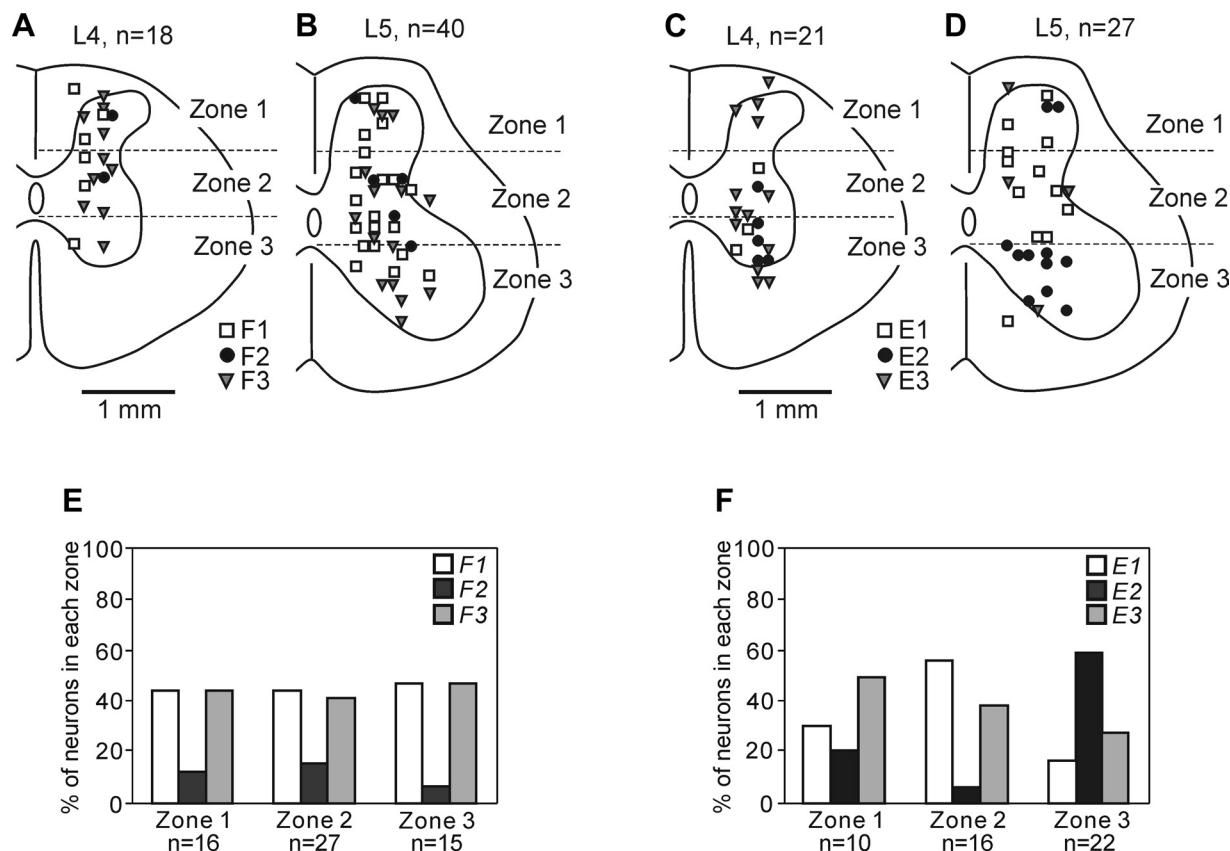 A
L4, n=18
Zone 1
Zone 2
Zone 3
F1
F2
F3
1 mm
B
L5, n=40
Zone 1
Zone 2
Zone 3
C
L4, n=21
Zone 1
Zone 2
Zone 3
E1
E2
E3
1 mm
D
L5, n=27
Zone 1
Zone 2
Zone 3
E
% of neurons in each zone
100
80
60
40
20
0
F1
F2
F3
Zone 1
n=16
Zone 2
n=27
Zone 3
n=15
F
% of neurons in each zone
100
80
60
40
20
0
E1
E2
E3
Zone 1
n=10
Zone 2
n=16
Zone 3
n=22